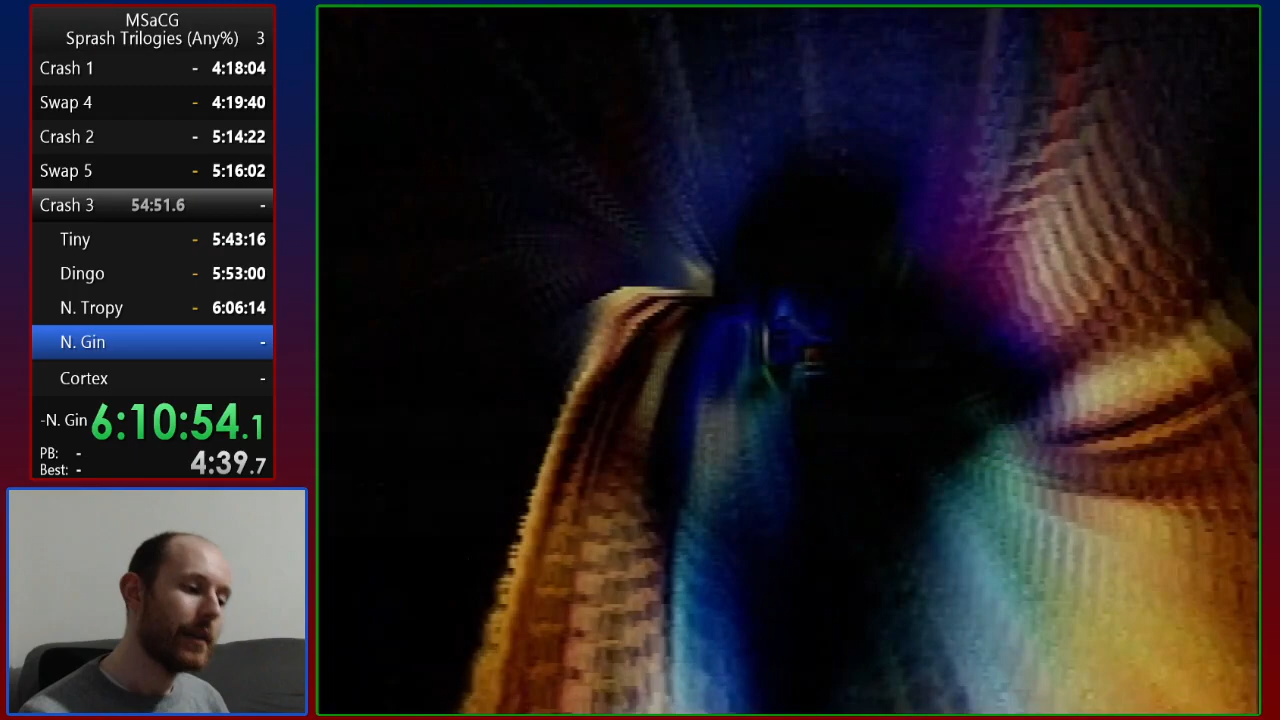 MSaCG
Sprash Trilogies (Any%) 3
Crash 1 - 4:18:04
Swap 4 - 4:19:40
Crash 2 - 5:14:22
Swap 5 - 5:16:02
Crash 3 54:51.6 -
Tiny - 5:43:16
Dingo - 5:53:00
N. Tropy - 6:06:14
N. Gin -
Cortex -
-N. Gin 6:10:54.1
PB: - 4:39.7
Best: -